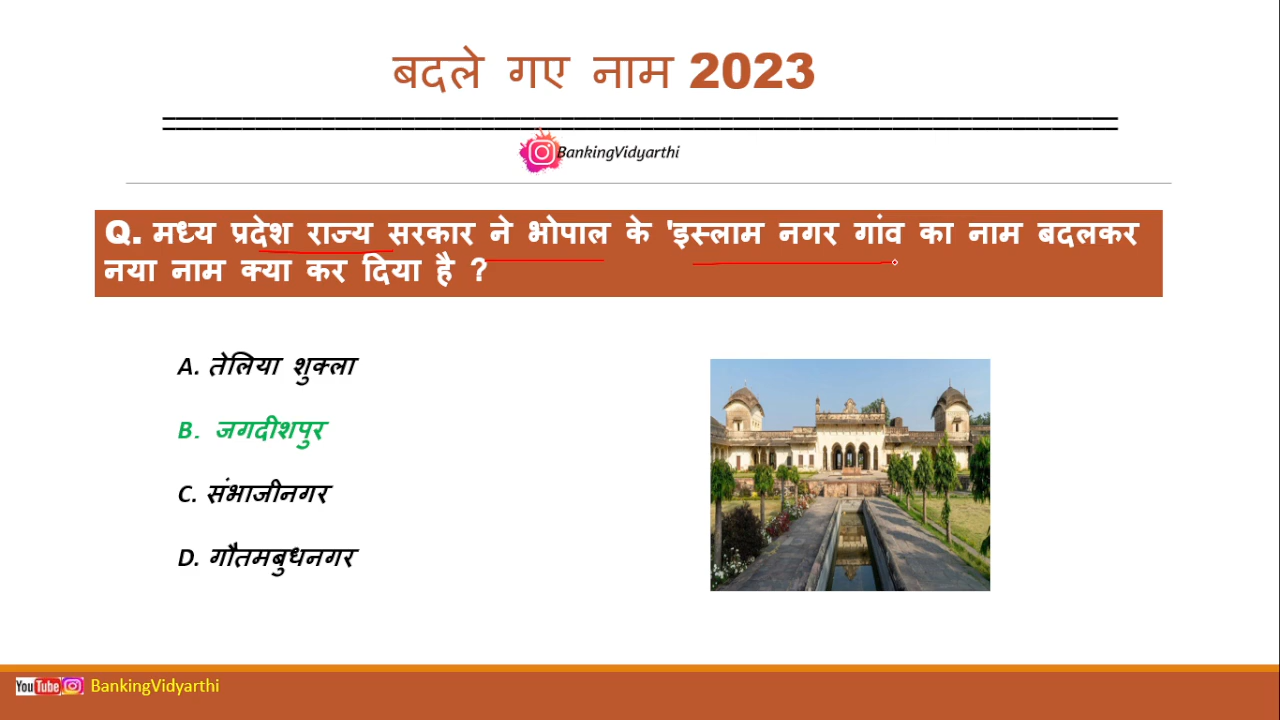 बदले गए नाम 2023
BankingVidyarthi
Q. मध्य प्रदेश राज्य सरकार ने भोपाल के 'इस्लाम नगर गांव का नाम बदलकर
नया नाम क्या कर दिया है ?
A. तेलिया शुक्ला
B. जगदीशपुर
C. संभाजीनगर
D. गौतमबुधनगर
YouTube BankingVidyarthi